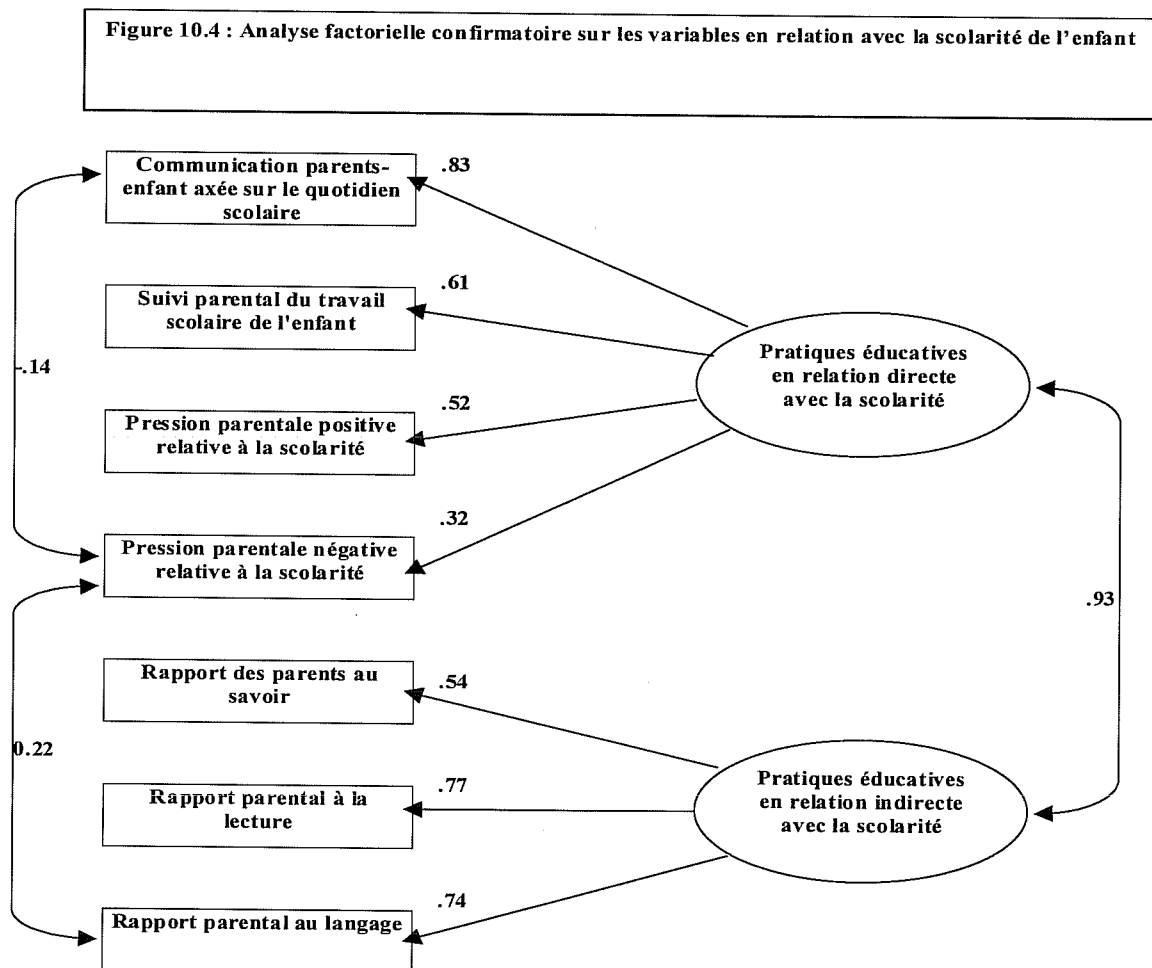 Figure 10.4 : Analyse factorielle confirmatoire sur les variables en relation avec la scolarité de l'enfant
Communication parents-
enfant axée sur le quotidien
scolaire
.83
Suivi parental du travail
scolaire de l'enfant
.61
Pratiques éducatives
en relation directe
avec la scolarité
-.14
Pression parentale positive
relative à la scolarité
.52
Pression parentale négative
relative à la scolarité
.32
.93
Rapport des parents au
savoir
.54
0.22
Rapport parental à la
lecture
.77
Pratiques éducatives
en relation indirecte
avec la scolarité
Rapport parental au langage
.74